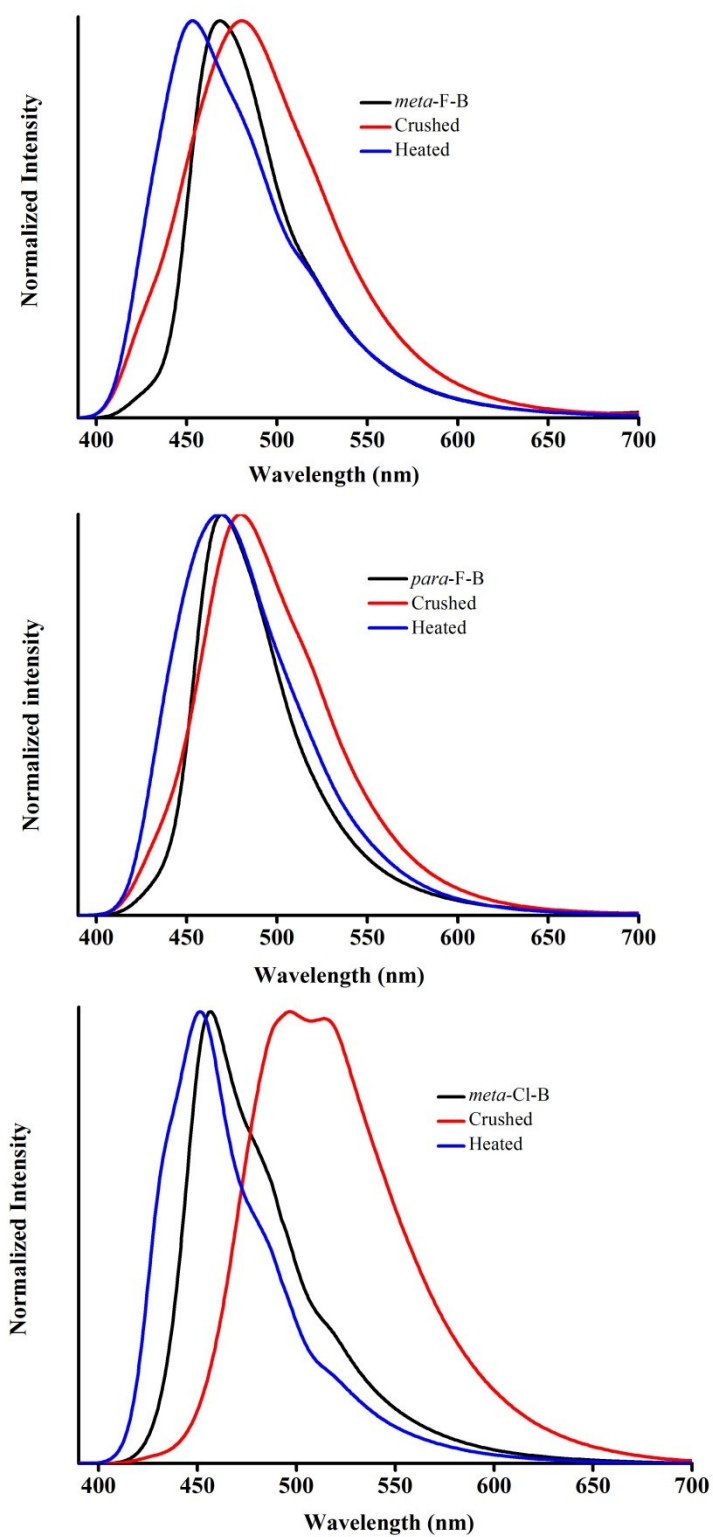 Normalized Intensity
meta-F-B
Crushed
Heated
400 450 500 550 600 650 700
Wavelength (nm)
Normalized intensity
para-F-B
Crushed
Heated
400 450 500 550 600 650 700
Wavelength (nm)
Normalized Intensity
meta-Cl-B
Crushed
Heated
400 450 500 550 600 650 700
Wavelength (nm)